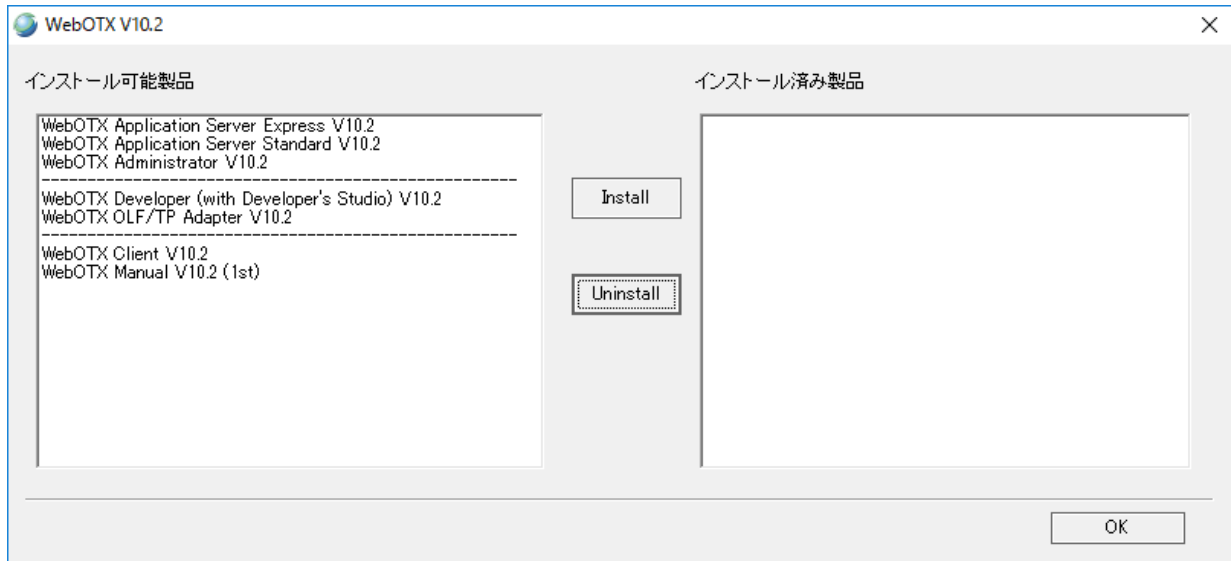 WebOTX V10.2
インストール可能製品
WebOTX Application Server Express V10.2
WebOTX Application Server Standard V10.2
WebOTX Administrator V10.2
----------------------------------------------------
WebOTX Developer (with Developer's Studio) V10.2
WebOTX OLF/TP Adapter V10.2
----------------------------------------------------
WebOTX Client V10.2
WebOTX Manual V10.2 (1st)
Install
Uninstall
インストール済み製品
OK